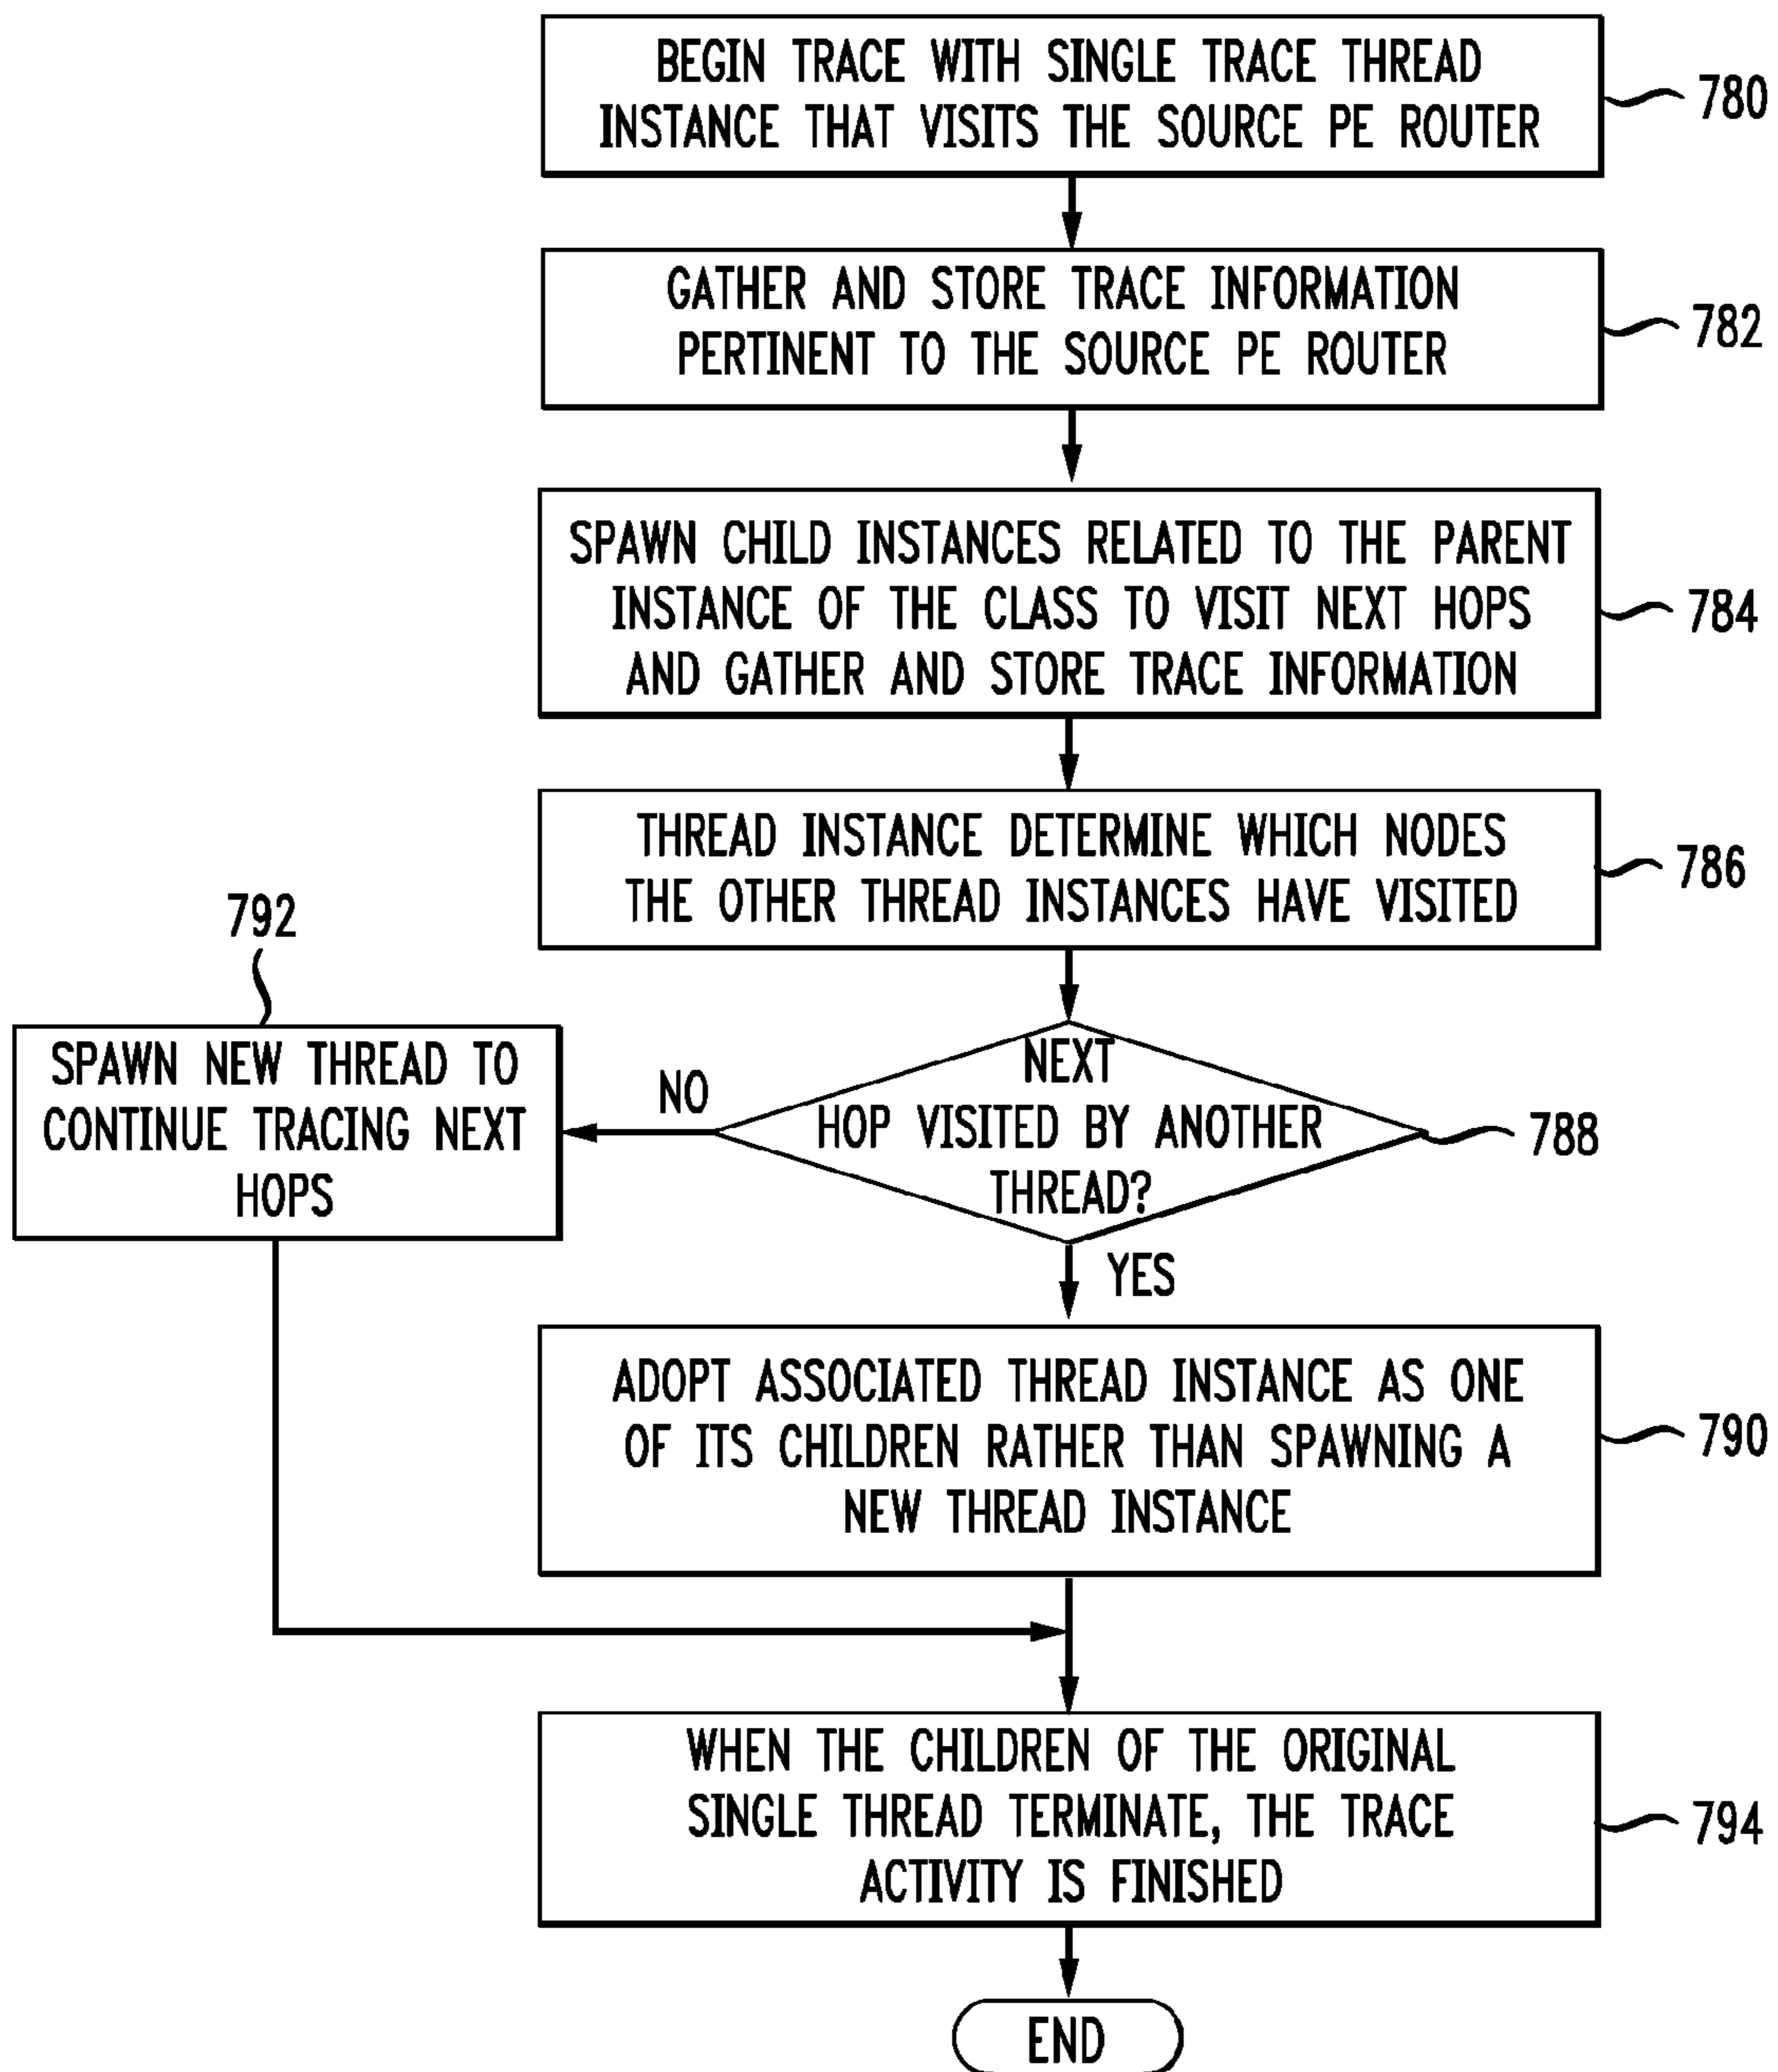 BEGIN TRACE WITH SINGLE TRACE THREAD
INSTANCE THAT VISITS THE SOURCE PE ROUTER
780
GATHER AND STORE TRACE INFORMATION
PERTINENT TO THE SOURCE PE ROUTER
782
SPAWN CHILD INSTANCES RELATED TO THE PARENT
INSTANCE OF THE CLASS TO VISIT NEXT HOPS
AND GATHER AND STORE TRACE INFORMATION
784
THREAD INSTANCE DETERMINE WHICH NODES
THE OTHER THREAD INSTANCES HAVE VISITED
786
792
SPAWN NEW THREAD TO
CONTINUE TRACING NEXT
HOPS
NO
NEXT
HOP VISITED BY ANOTHER
THREAD?
788
YES
ADOPT ASSOCIATED THREAD INSTANCE AS ONE
OF ITS CHILDREN RATHER THAN SPAWNING A
NEW THREAD INSTANCE
790
WHEN THE CHILDREN OF THE ORIGINAL
SINGLE THREAD TERMINATE, THE TRACE
ACTIVITY IS FINISHED
794
END